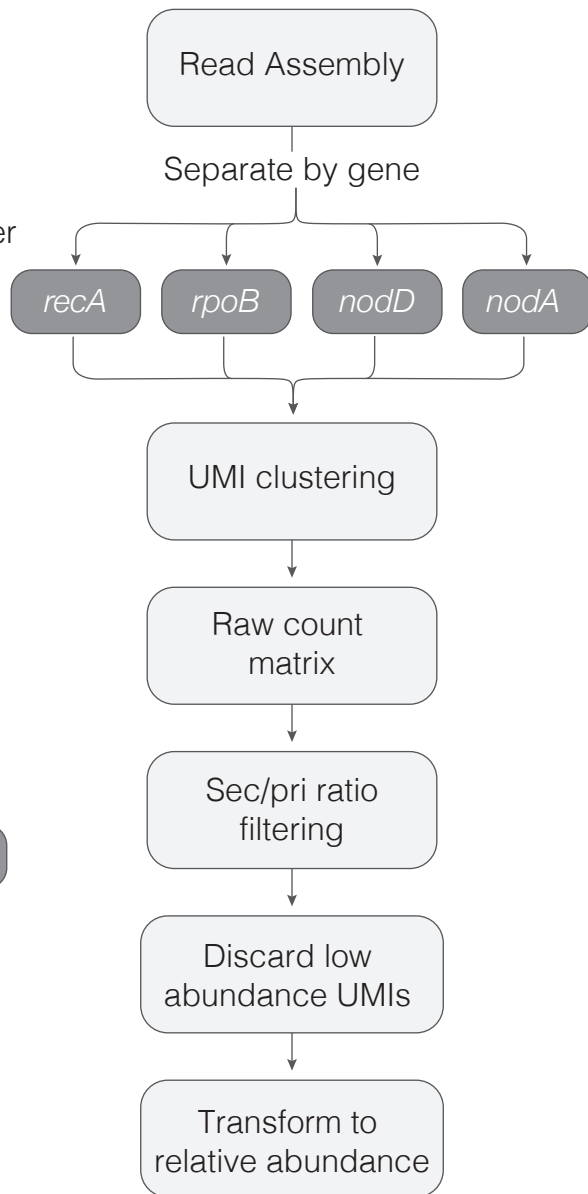 Read Assembly
Separate by gene
er
recA rpoB nodD nodA
UMI clustering
Raw count
matrix
Sec/pri ratio
filtering
Discard low
abundance UMIs
Transform to
relative abundance